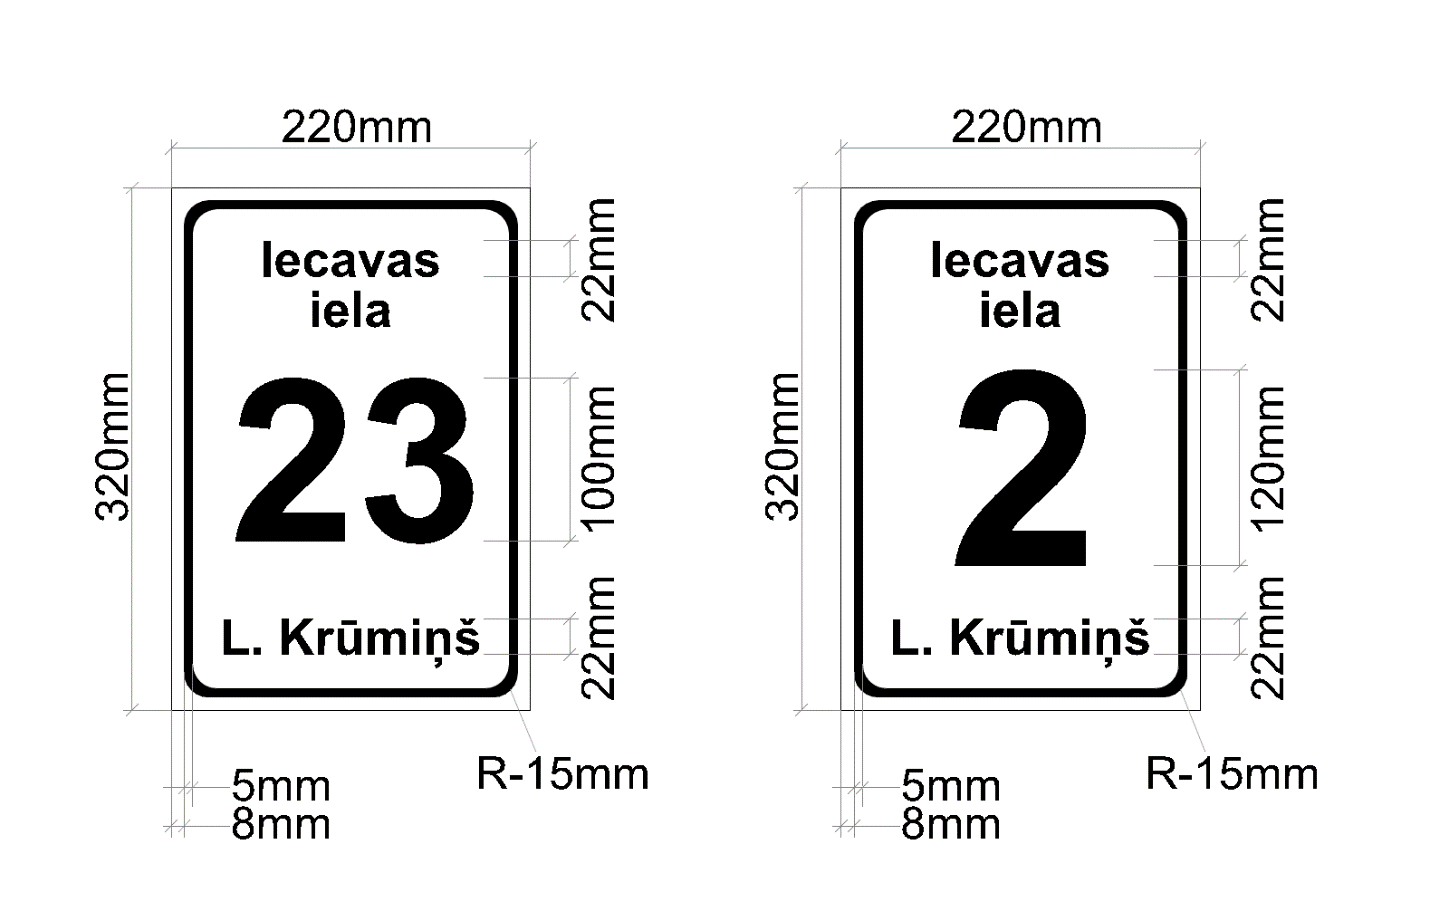 220mm
Iecavas
iela
23
L. Krūmiņš
320mm
22mm
100mm
22mm
5mm
8mm
R-15mm
220mm
Iecavas
iela
2
L. Krūmiņš
320mm
22mm
120mm
22mm
5mm
8mm
R-15mm